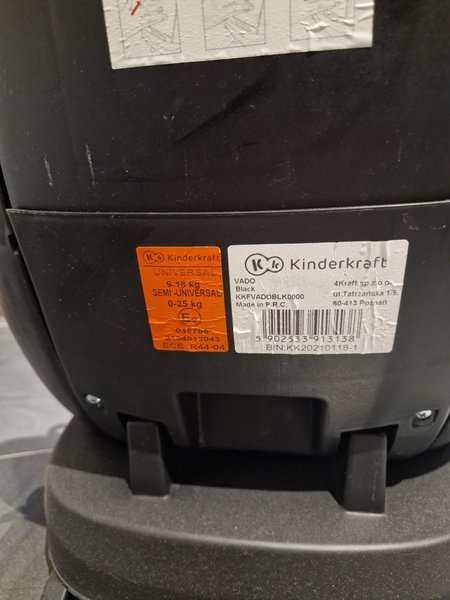 Kinderkraft
UNIVERSAL
9-18 kg
SEMI-UNIVERSAL
0-25 kg
E
2104012043
ECE R44-04
Kinderkraft
VADO
Black
KKFVADOBLK0000
Made in P.R.C.
4Kraft sp.z.o.o.
ul.Tatrzańska 1/5,
60-413 Poznań
5 902533 913138
B/N:KK20210118-1